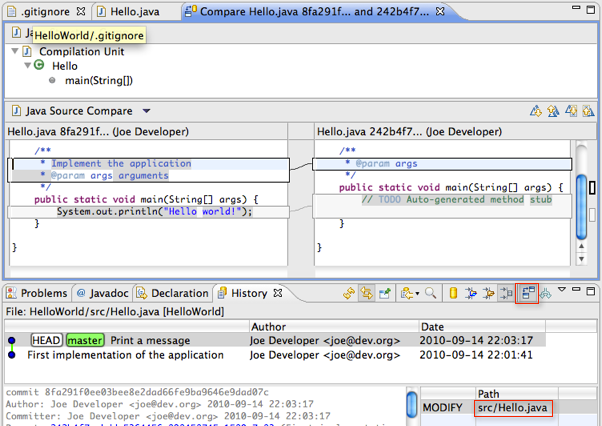 .gitignore
Hello.java
Compare Hello.java 8fa291f... and 242b4f7...
HelloWorld/.gitignore
Compilation Unit
Hello
main(String[])
Java Source Compare
Hello.java 8fa291f... (Joe Developer)
Hello.java 242b4f7... (Joe Developer)
/**
* Implement the application
* @param args arguments
*/
public static void main(String[] args) {
System.out.println("Hello world!");
}
}
/**
* @param args
*/
public static void main(String[] args) {
// TODO Auto-generated method stub
}
}
Problems
@ Javadoc
Declaration
History
File: HelloWorld/src/Hello.java [HelloWorld]
Author
Date
HEAD master Print a message
Joe Developer <joe@dev.org>
2010-09-14 22:03:17
First implementation of the application
Joe Developer <joe@dev.org>
2010-09-14 22:01:41
commit 8fa291f0ee03bee8e2dad66fe9ba9646e9dad07c
Author: Joe Developer <joe@dev.org> 2010-09-14 22:03:17
Committer: Joe Developer <joe@dev.org> 2010-09-14 22:03:17
Path
MODIFY src/Hello.java